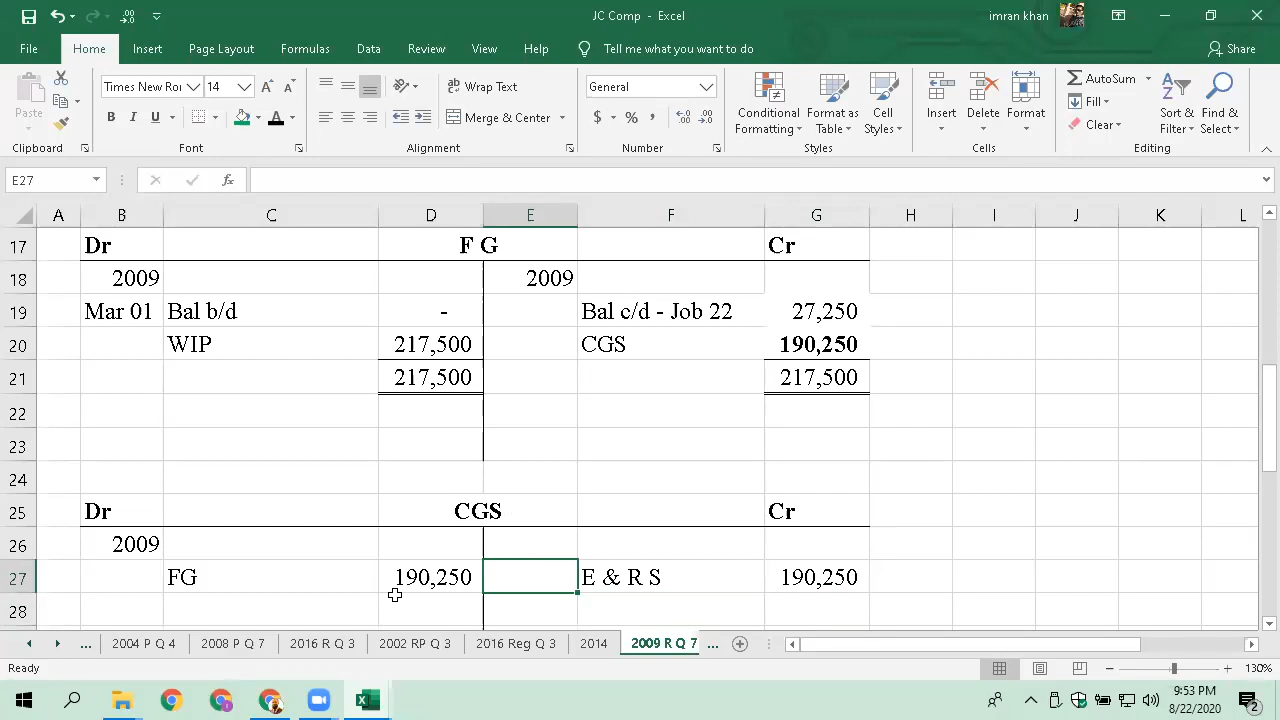 JC Comp - Excel
imran khan
File Home Insert Page Layout Formulas Data Review View Help Tell me what you want to do Share
Paste
Times New Roı 14
B I U
Wrap Text
Merge & Center
General
$ % ,
Conditional Formatting
Format as Table
Cell Styles
Insert Delete Format
AutoSum
Fill
Clear
Sort & Filter
Find & Select
Clipboard Font Alignment Number Styles Cells Editing
E27 fx
A B C D E F G H I J K L
17 Dr F G Cr
18 2009 2009
19 Mar 01 Bal b/d - Bal c/d - Job 22 27,250
20 WIP 217,500 CGS 190,250
21 217,500 217,500
22
23
24
25 Dr CGS Cr
26 2009
27 FG 190,250 E & R S 190,250
28
... 2004 P Q 4 2008 P Q 7 2016 R Q 3 2002 RP Q 3 2016 Reg Q 3 2014 2009 R Q 7 ...
Ready 130%
9:53 PM
8/22/2020
2